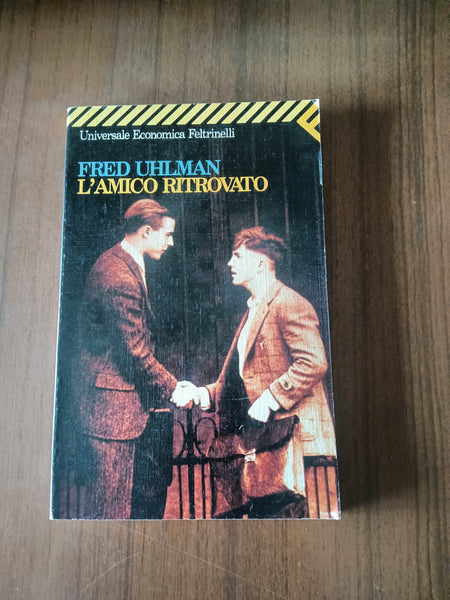 Universale Economica Feltrinelli
FRED UHLMAN
L'AMICO RITROVATO